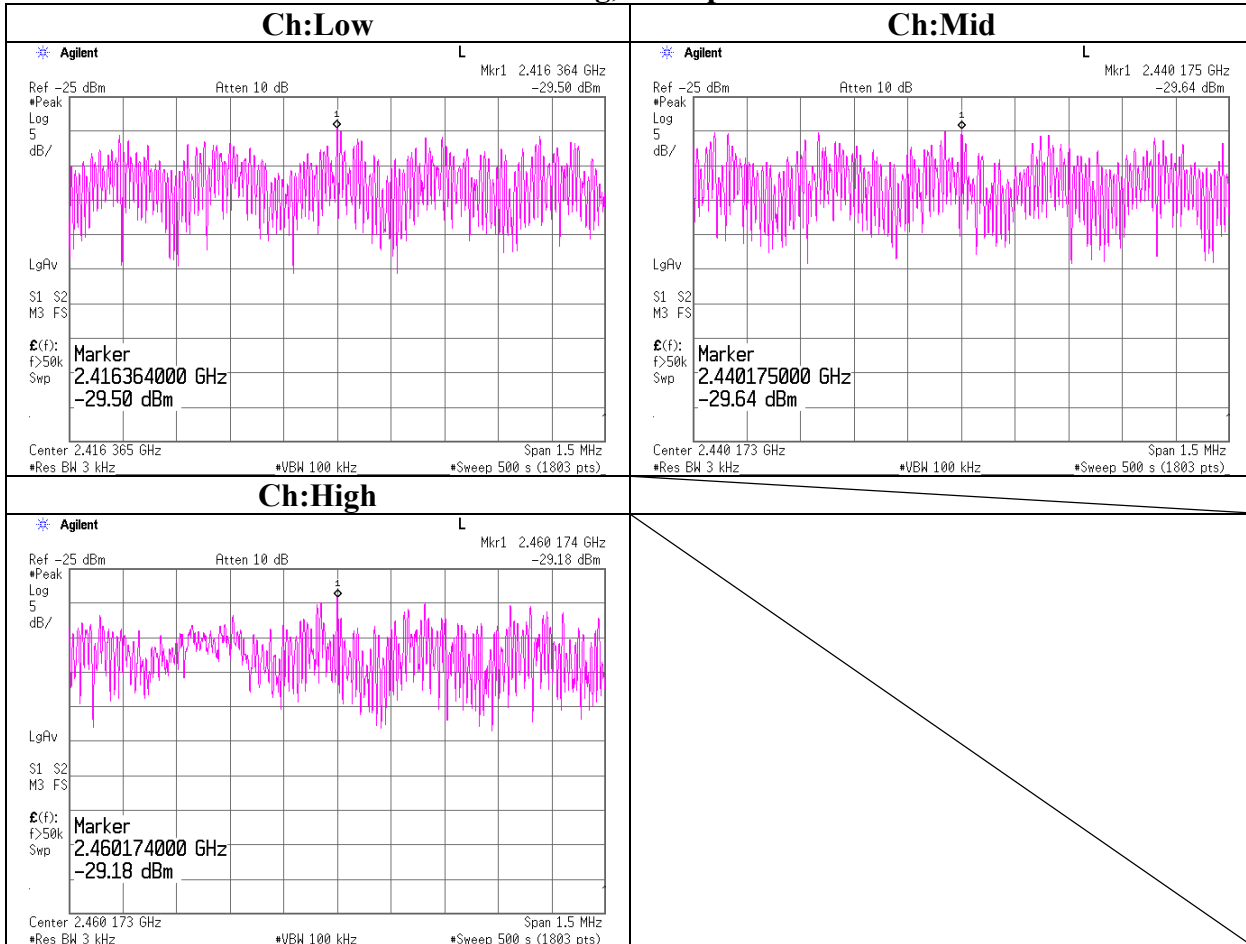 Ch:Low
Agilent
L
Mkr1 2.416 364 GHz
Ref -25 dBm Atten 10 dB -29.50 dBm
#Peak
1
Log
5
dB/
LgAv
S1 S2
M3 FS
£(f):
f>50k
Swp
Marker
2.416364000 GHz
-29.50 dBm
Center 2.416 365 GHz Span 1.5 MHz
#Res BW 3 kHz #VBW 100 kHz #Sweep 500 s (1803 pts)
Ch:Mid
Agilent
L
Mkr1 2.440 175 GHz
Ref -25 dBm Atten 10 dB -29.64 dBm
#Peak
1
Log
5
dB/
LgAv
S1 S2
M3 FS
£(f):
f>50k
Swp
Marker
2.440175000 GHz
-29.64 dBm
Center 2.440 173 GHz Span 1.5 MHz
#Res BW 3 kHz #VBW 100 kHz #Sweep 500 s (1803 pts)
Ch:High
Agilent
L
Mkr1 2.460 174 GHz
Ref -25 dBm Atten 10 dB -29.18 dBm
#Peak
1
Log
5
dB/
LgAv
S1 S2
M3 FS
£(f):
f>50k
Swp
Marker
2.460174000 GHz
-29.18 dBm
Center 2.460 173 GHz Span 1.5 MHz
#Res BW 3 kHz #VBW 100 kHz #Sweep 500 s (1803 pts)